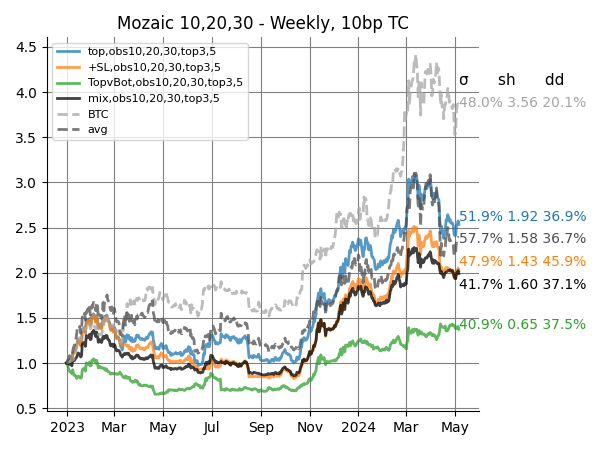 Mozaic 10,20,30 - Weekly, 10bp TC
top,obs10,20,30,top3,5
+SL,obs10,20,30,top3,5
TopvBot,obs10,20,30,top3,5
mix,obs10,20,30,top3,5
BTC
avg
σ sh dd
48.0% 3.56 20.1%
51.9% 1.92 36.9%
57.7% 1.58 36.7%
47.9% 1.43 45.9%
41.7% 1.60 37.1%
40.9% 0.65 37.5%
4.5
4.0
3.5
3.0
2.5
2.0
1.5
1.0
0.5
2023 Mar May Jul Sep Nov 2024 Mar May